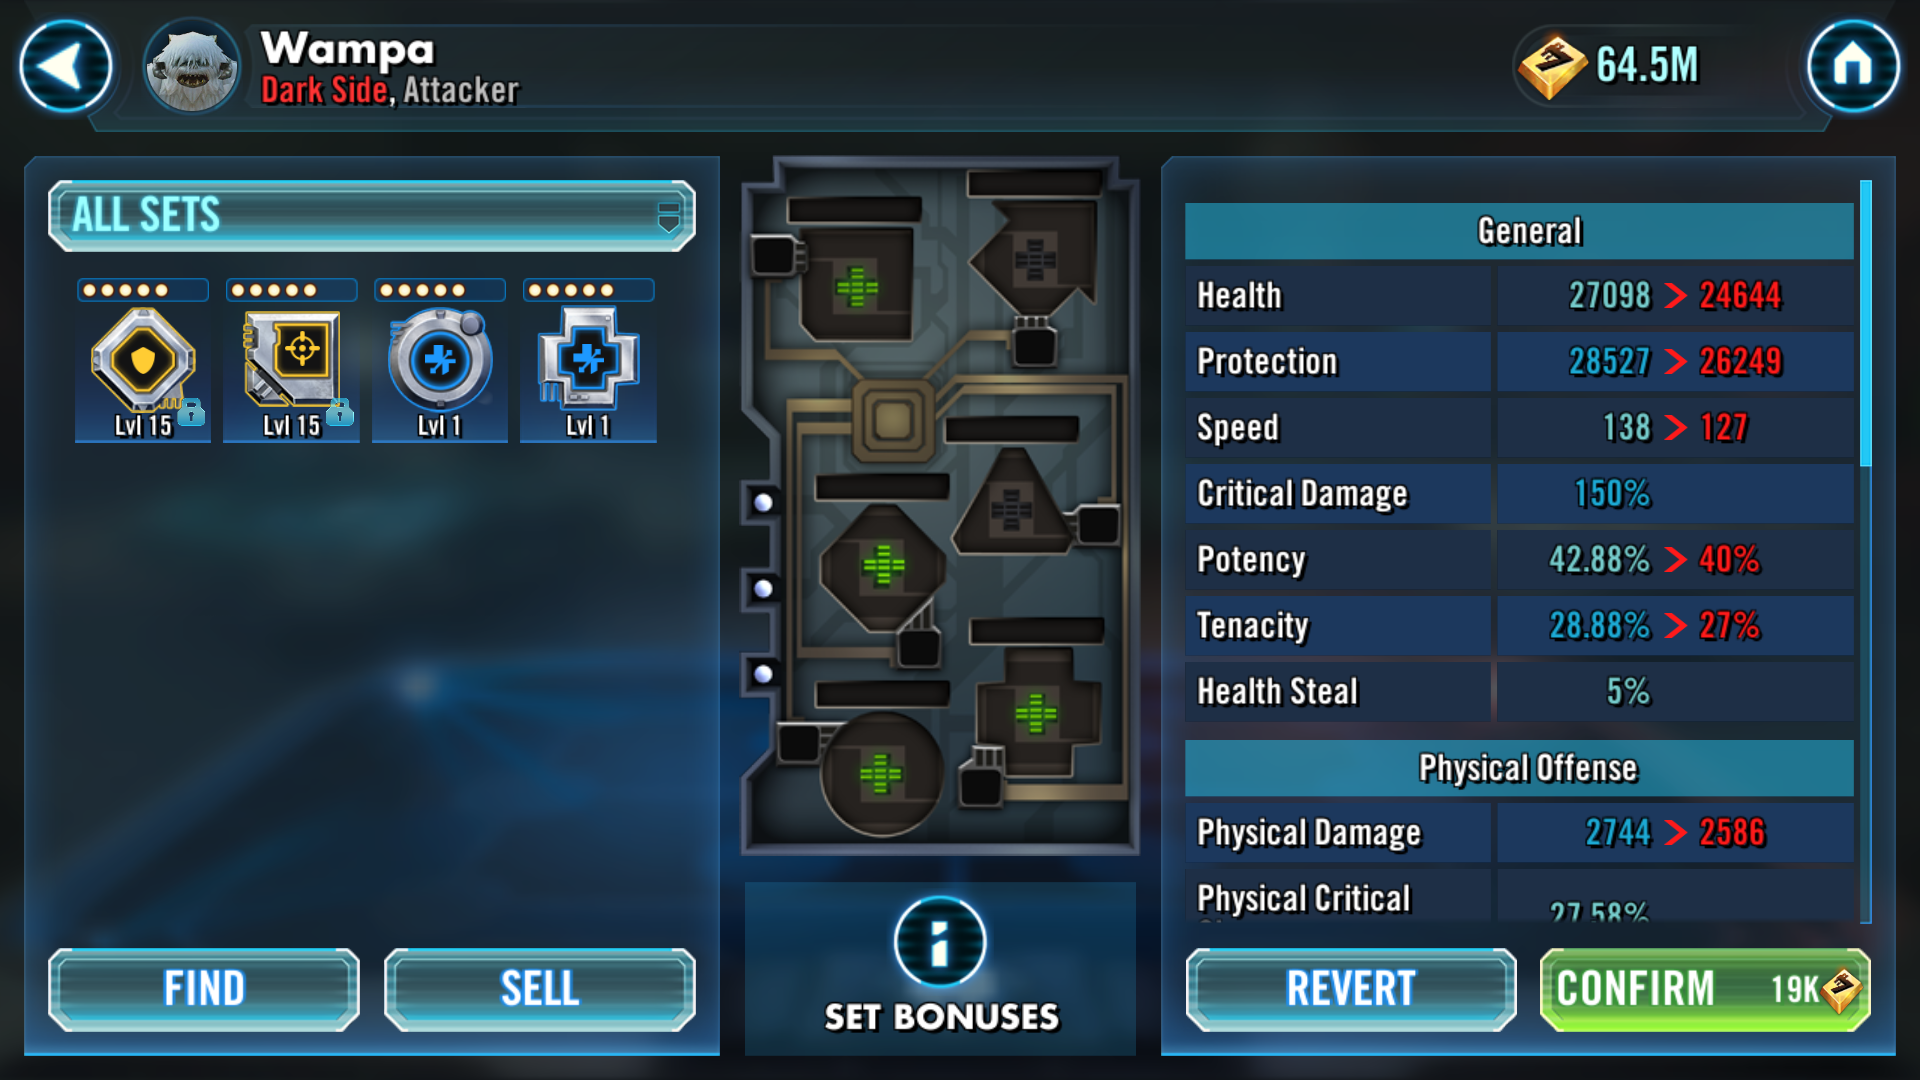 Wampa
Dark Side, Attacker
64.5M
ALL SETS
Lvl 15
Lvl 15
Lvl 1
Lvl 1
FIND
SELL
SET BONUSES
General
Health 27098 > 24644
Protection 28527 > 26249
Speed 138 > 127
Critical Damage 150%
Potency 42.88% > 40%
Tenacity 28.88% > 27%
Health Steal 5%
Physical Offense
Physical Damage 2744 > 2586
Physical Critical 27.58%
REVERT
CONFIRM 19K